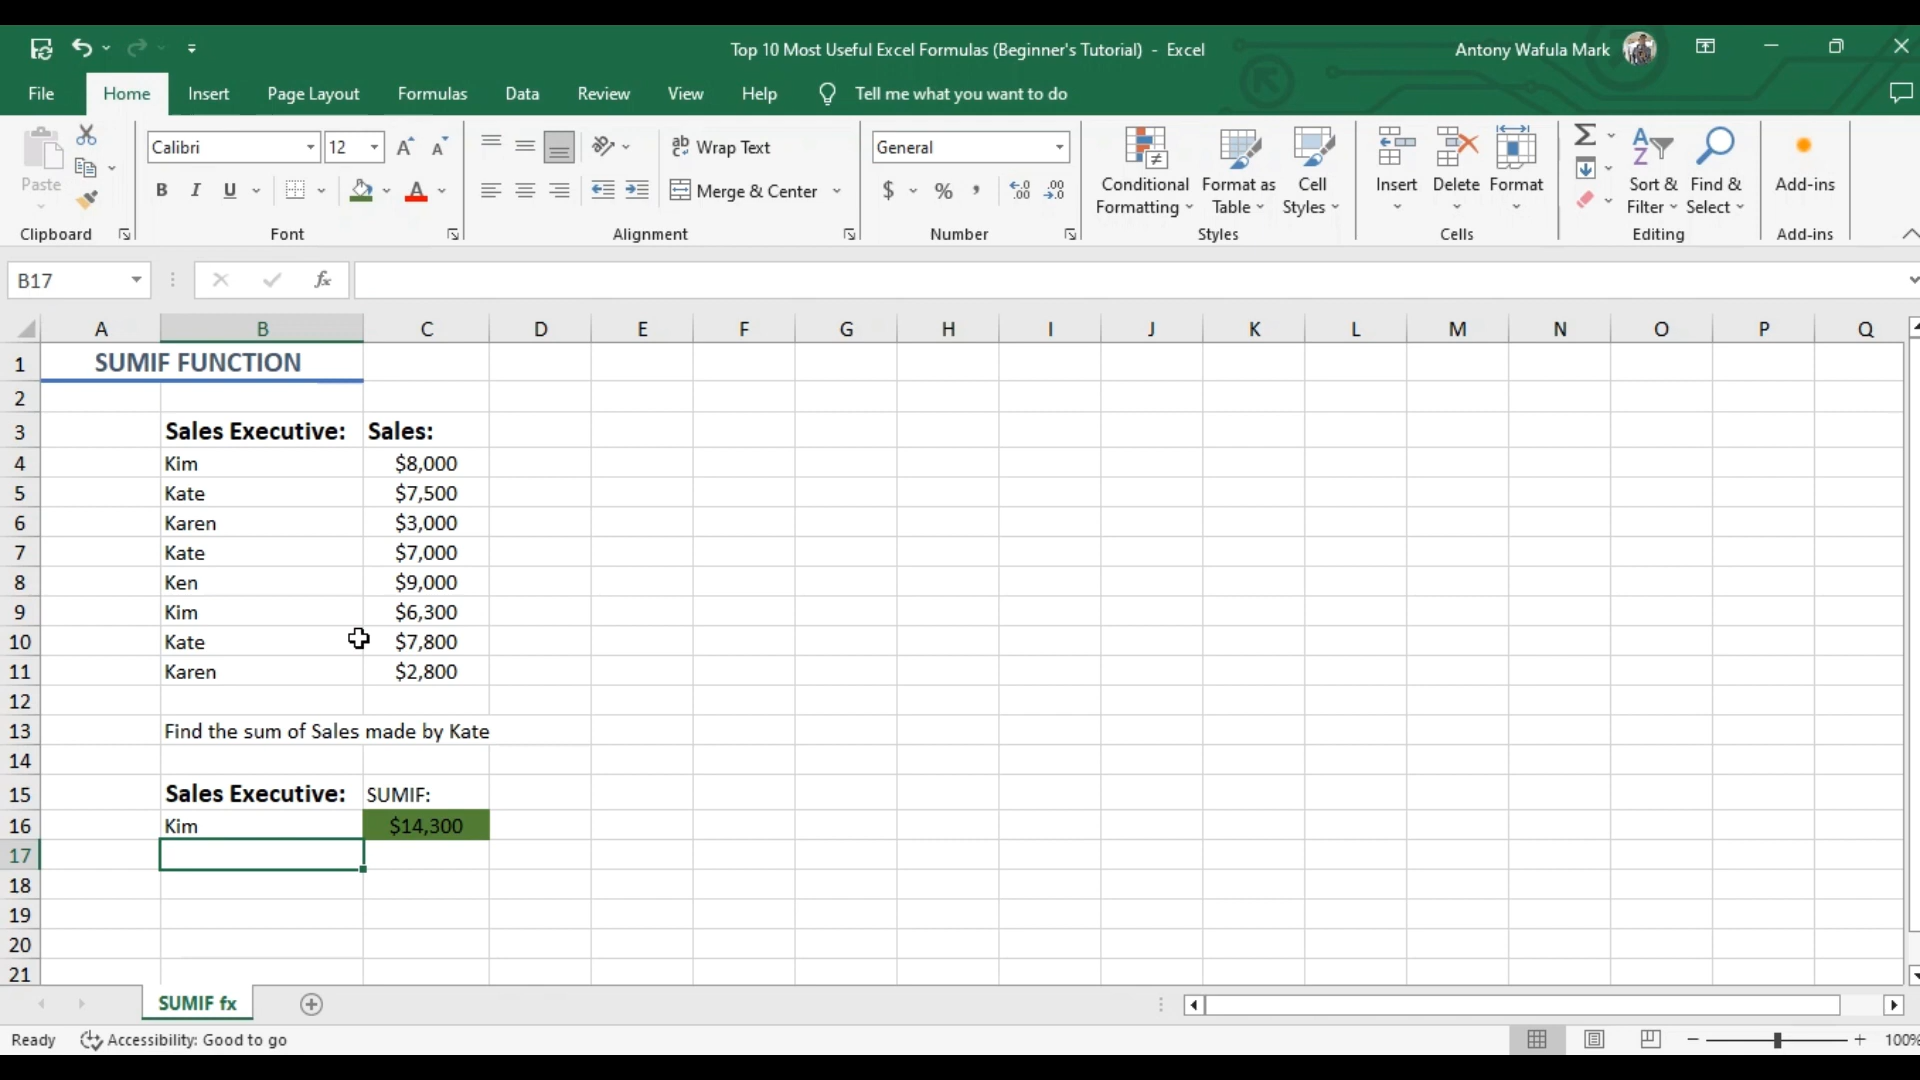 Top 10 Most Useful Excel Formulas (Beginner's Tutorial) - Excel
Antony Wafula Mark
File Home Insert Page Layout Formulas Data Review View Help Tell me what you want to do
Paste
Clipboard
Calibri 12
B I U A
Font
ab Wrap Text
Merge & Center
Alignment
General
$ % , .00 .00
Number
Conditional Formatting
Format as Table
Cell Styles
Styles
Insert Delete Format
Cells
Sort & Filter
Find & Select
Editing
Add-ins
Add-ins
B17 fx
A B C D E F G H I J K L M N O P Q
1 SUMIF FUNCTION
2
3 Sales Executive: Sales:
4 Kim $8,000
5 Kate $7,500
6 Karen $3,000
7 Kate $7,000
8 Ken $9,000
9 Kim $6,300
10 Kate $7,800
11 Karen $2,800
12
13 Find the sum of Sales made by Kate
14
15 Sales Executive: SUMIF:
16 Kim $14,300
17
18
19
20
21
SUMIF fx
Ready Accessibility: Good to go 100%